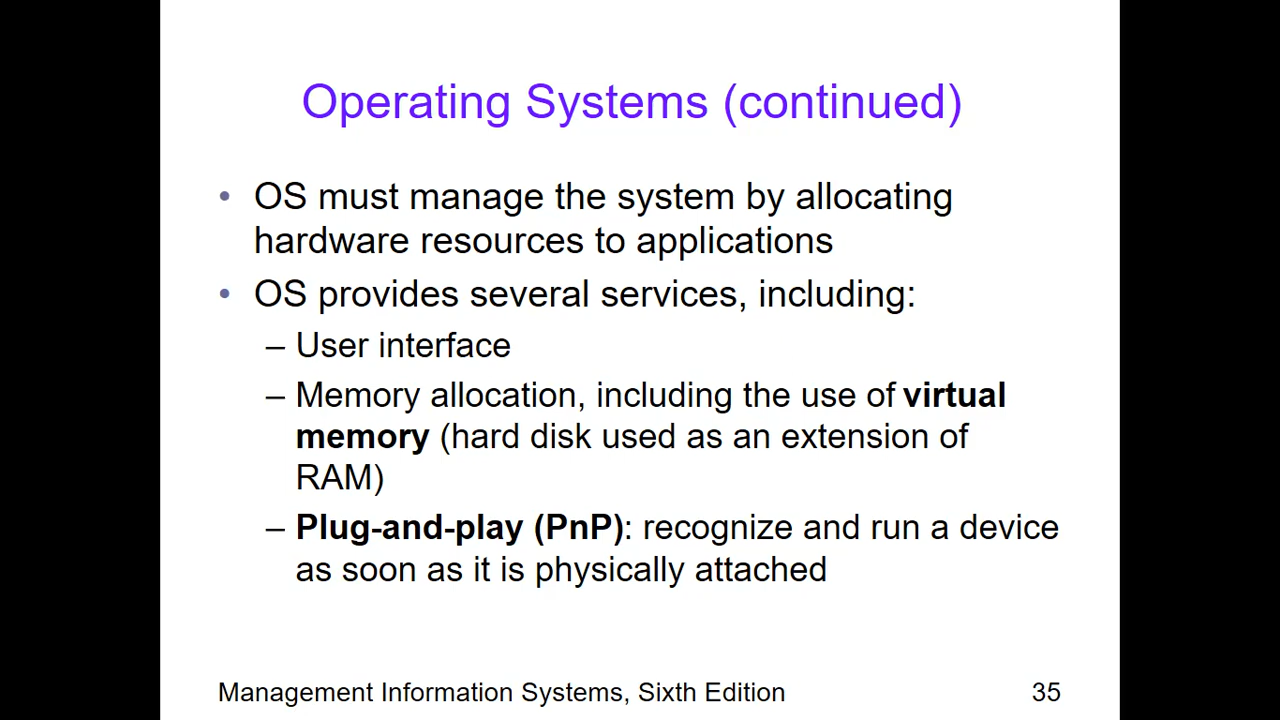 Operating Systems (continued)
• OS must manage the system by allocating
hardware resources to applications
• OS provides several services, including:
– User interface
– Memory allocation, including the use of virtual
memory (hard disk used as an extension of
RAM)
– Plug-and-play (PnP): recognize and run a device
as soon as it is physically attached
Management Information Systems, Sixth Edition 35